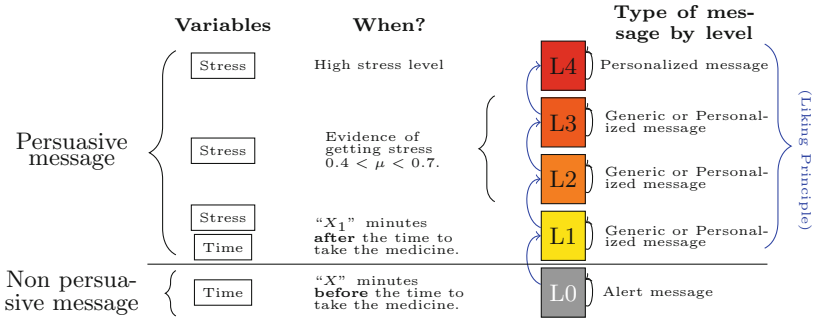 Variables
When?
Type of mes-
sage by level
Stress
High stress level
L4
Personalized message
Persuasive
message
Stress
Evidence of
getting stress
0.4 < μ < 0.7.
L3
Generic or Personal-
ized message
L2
Generic or Personal-
ized message
Stress
Time
“X₁” minutes
after the time to
take the medicine.
L1
Generic or Personal-
ized message
(Liking Principle)
Non persua-
sive message
Time
“X” minutes
before the time to
take the medicine.
L0
Alert message